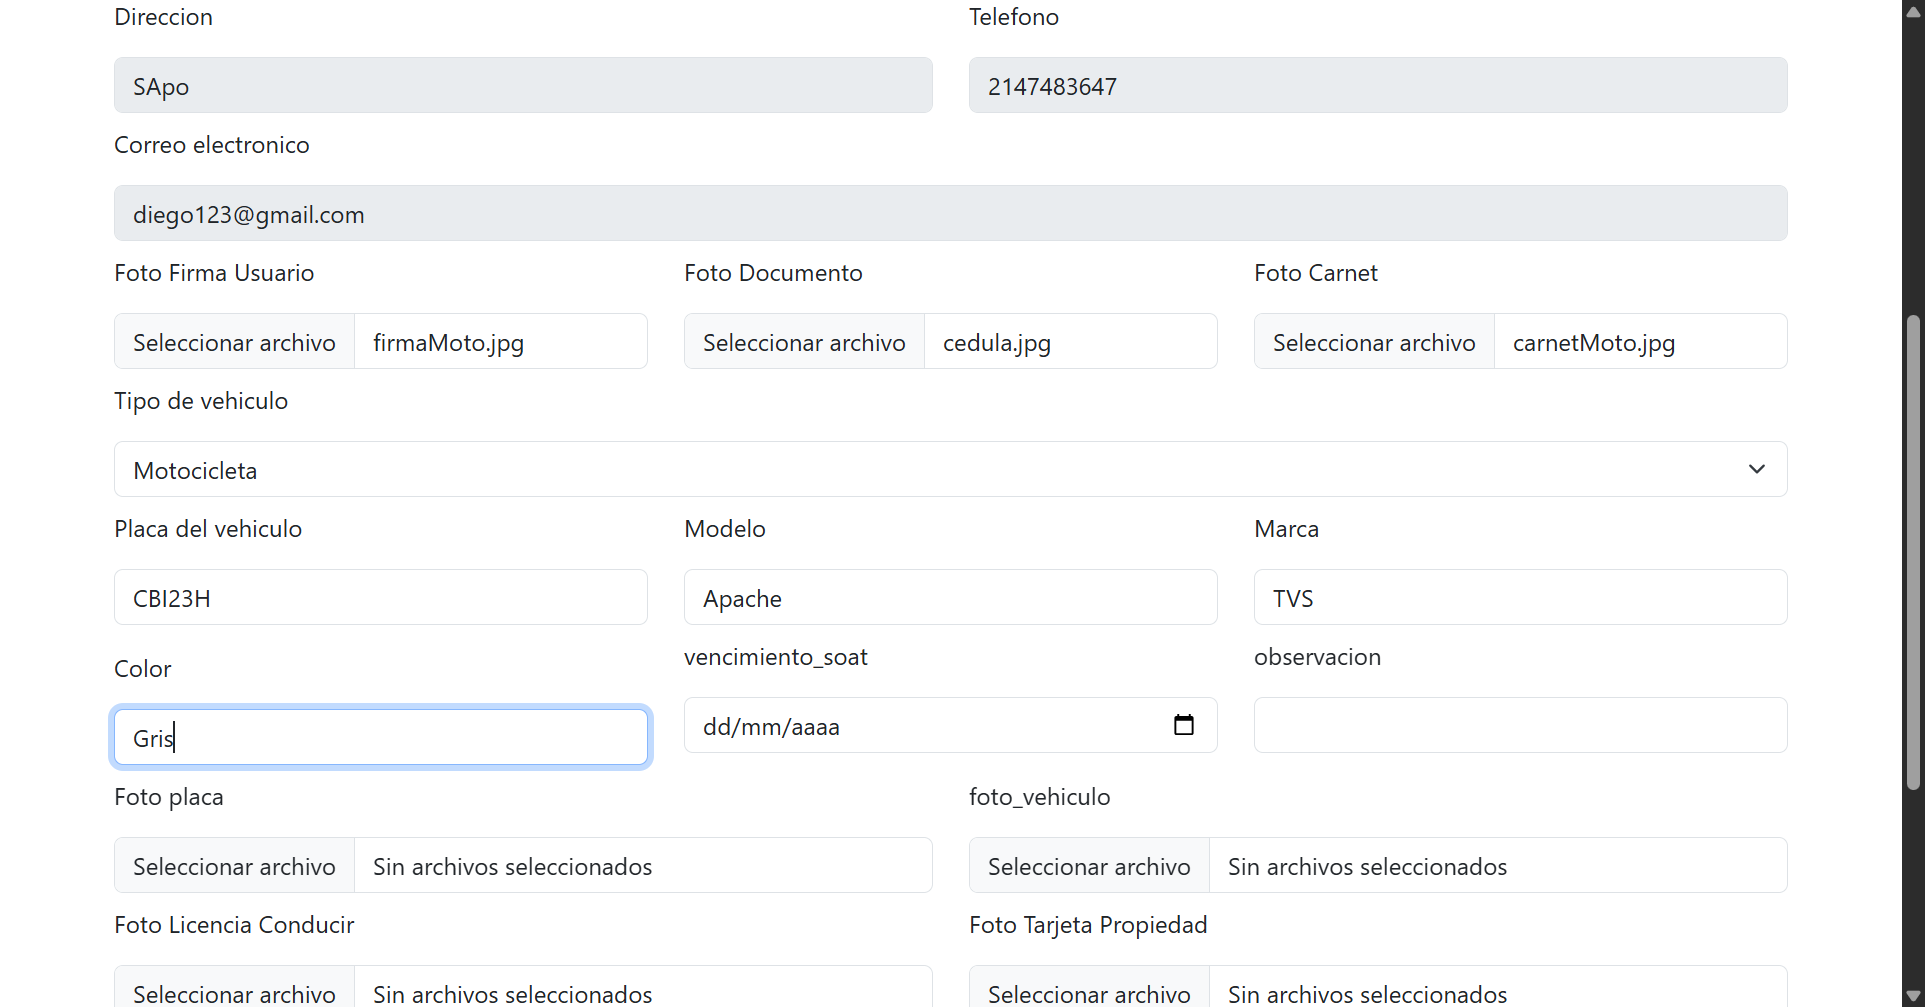 Direccion Telefono
SApo 2147483647
Correo electronico
diego123@gmail.com
Foto Firma Usuario Foto Documento Foto Carnet
Seleccionar archivo firmaMoto.jpg Seleccionar archivo cedula.jpg Seleccionar archivo carnetMoto.jpg
Tipo de vehiculo
Motocicleta
Placa del vehiculo Modelo Marca
CBI23H Apache TVS
Color vencimiento_soat observacion
Gris dd/mm/aaaa
Foto placa foto_vehiculo
Seleccionar archivo Sin archivos seleccionados Seleccionar archivo Sin archivos seleccionados
Foto Licencia Conducir Foto Tarjeta Propiedad
Seleccionar archivo Sin archivos seleccionados Seleccionar archivo Sin archivos seleccionados